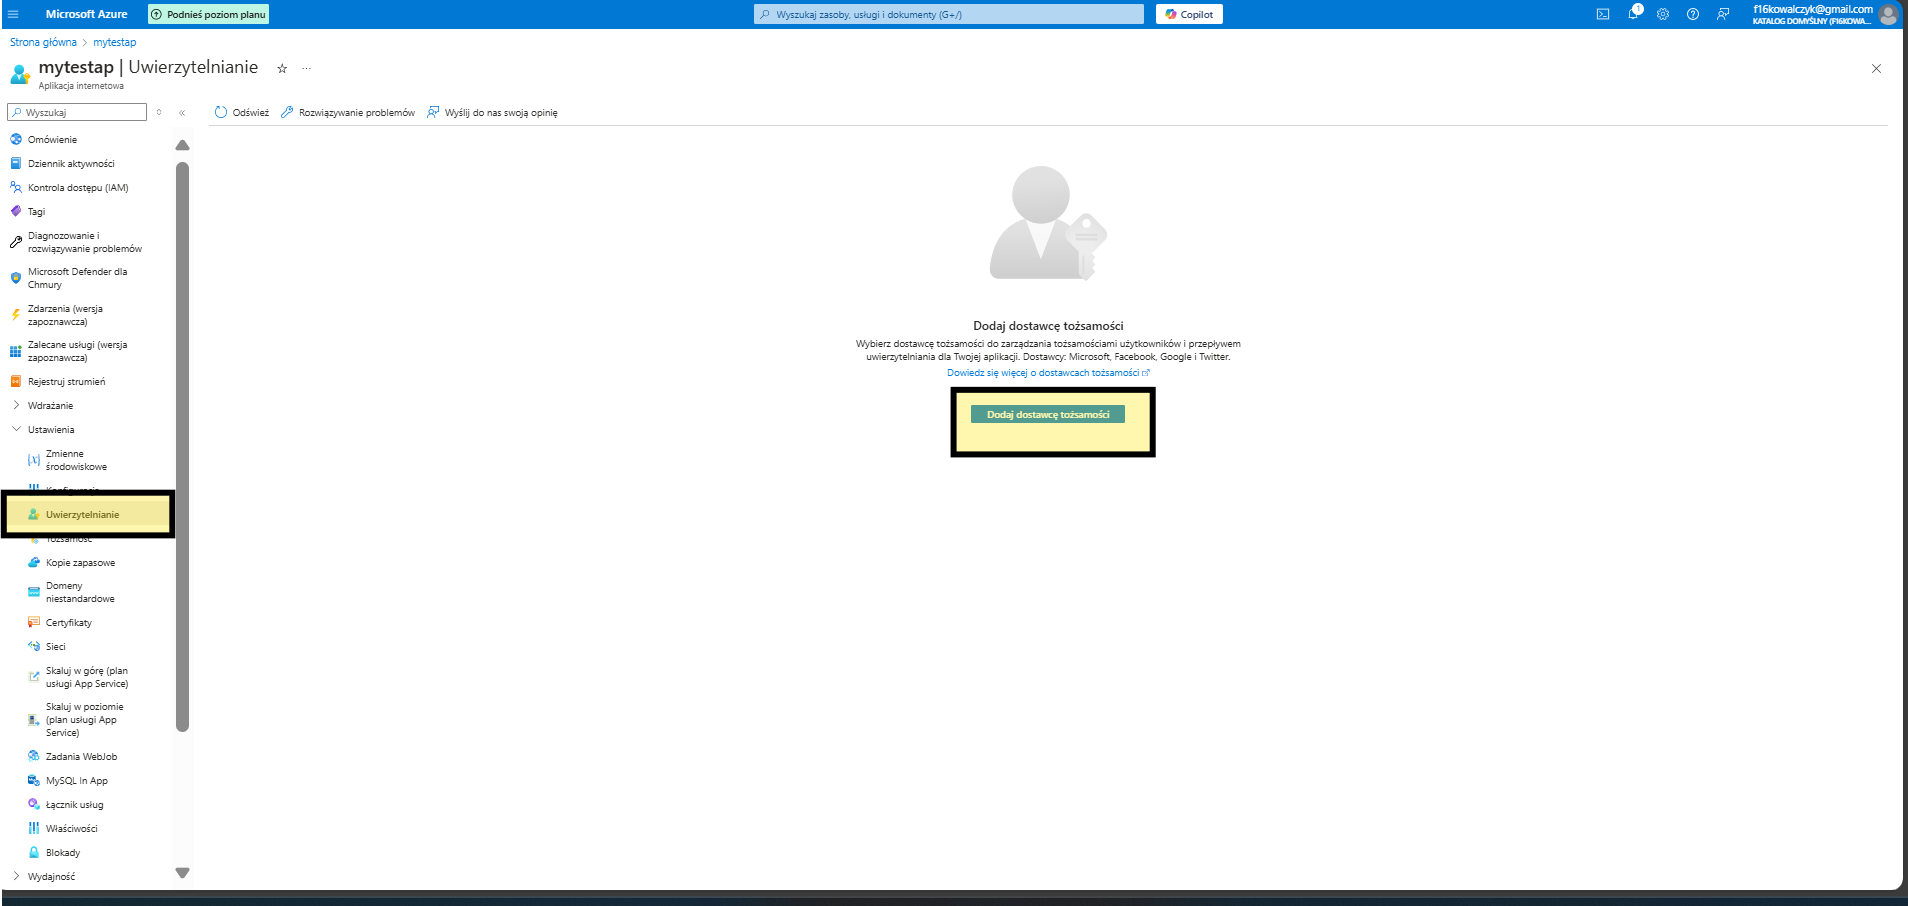 Microsoft Azure
Podnieś poziom planu
Wyszukaj zasoby, usługi i dokumenty (G+/)
Copilot
1
f16kowalczyk@gmail.com
KATALOG DOMYŚLNY (F16KOWA...
Strona główna > mytestap
mytestap | Uwierzytelnianie
Aplikacja internetowa
Wyszukaj
Odśwież
Rozwiązywanie problemów
Wyślij do nas swoją opinię
Omówienie
Dziennik aktywności
Kontrola dostępu (IAM)
Tagi
Diagnozowanie i
rozwiązywanie problemów
Microsoft Defender dla
Chmury
Zdarzenia (wersja
zapoznawcza)
Zalecane usługi (wersja
zapoznawcza)
Rejestruj strumień
Wdrażanie
Ustawienia
Zmienne
środowiskowe
Konfiguracja
Uwierzytelnianie
Tożsamość
Kopie zapasowe
Domeny
niestandardowe
Certyfikaty
Sieci
Skaluj w górę (plan
usługi App Service)
Skaluj w poziomie
(plan usługi App
Service)
Zadania WebJob
MySQL In App
Łącznik usług
Właściwości
Blokady
Wydajność
Dodaj dostawcę tożsamości
Wybierz dostawcę tożsamości do zarządzania tożsamościami użytkowników i przepływem
uwierzytelniania dla Twojej aplikacji. Dostawcy: Microsoft, Facebook, Google i Twitter.
Dowiedz się więcej o dostawcach tożsamości
Dodaj dostawcę tożsamości